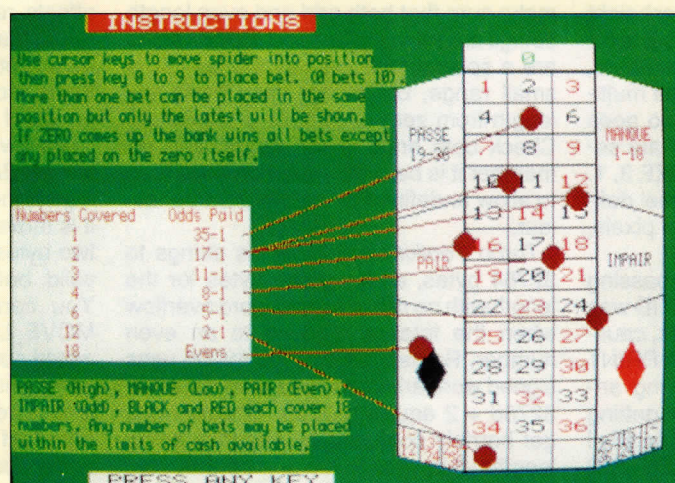 INSTRUCTIONS
Use cursor keys to move spider into position
then press key 0 to 9 to place bet. (0 bets 10).
More than one bet can be placed in the same
position but only the latest will be shown.
If ZERO comes up the bank wins all bets except
any placed on the zero itself.
Numbers Covered Odds Paid
1 35-1
2 17-1
3 11-1
4 8-1
6 5-1
12 2-1
18 Evens
PASSE (High), MANQUE (Low), PAIR (Even),
IMPAIR (Odd), BLACK and RED each cover 18
numbers. Any number of bets may be placed
within the limits of cash available.
PRESS ANY KEY
0
1 2 3
4 6
PASSE
19-36
MANQUE
1-18
7 8 9
10 11 12
13 14 15
16 17 18
PAIR
IMPAIR
19 20 21
22 23 24
25 26 27
28 29 30
31 32 33
34 35 36